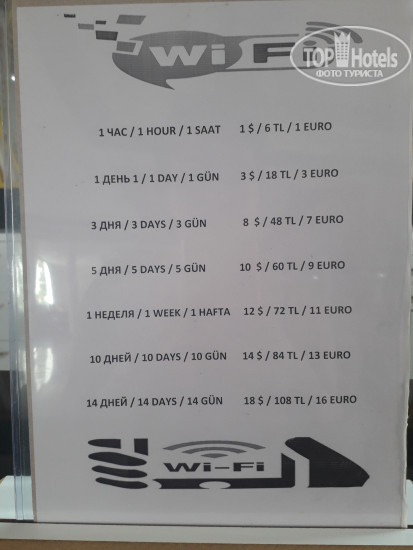 WiFi
TOPHotels
ФОТО ТУРИСТА
1 ЧАС / 1 HOUR / 1 SAAT 1 $ / 6 TL / 1 EURO
1 ДЕНЬ 1 / 1 DAY / 1 GÜN 3 $ / 18 TL / 3 EURO
3 ДНЯ / 3 DAYS / 3 GÜN 8 $ / 48 TL / 7 EURO
5 ДНЯ / 5 DAYS / 5 GÜN 10 $ / 60 TL / 9 EURO
1 НЕДЕЛЯ / 1 WEEK / 1 HAFTA 12 $ / 72 TL / 11 EURO
10 ДНЕЙ / 10 DAYS / 10 GÜN 14 $ / 84 TL / 13 EURO
14 ДНЕЙ / 14 DAYS / 14 GÜN 18 $ / 108 TL / 16 EURO
Wi-Fi